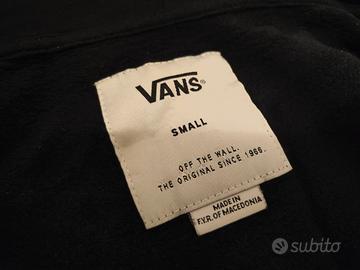 VANS®
SMALL
OFF THE WALL.
THE ORIGINAL SINCE 1966.
MADE IN
F.Y.R. OF MACEDONIA
subito